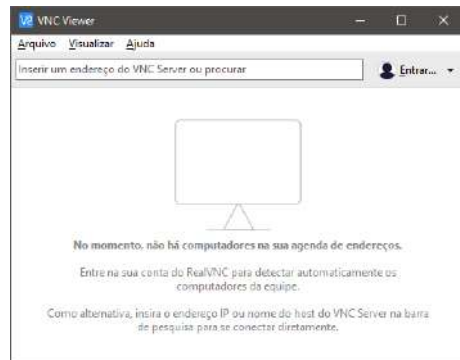 VNC Viewer
Arquivo Visualizar Ajuda
Inserir um endereço do VNC Server ou procurar
Entrar...
No momento, não há computadores na sua agenda de endereços.
Entre na sua conta do RealVNC para detectar automaticamente os
computadores da equipe.
Como alternativa, insira o endereço IP ou nome do host do VNC Server na barra
de pesquisa para se conectar diretamente.